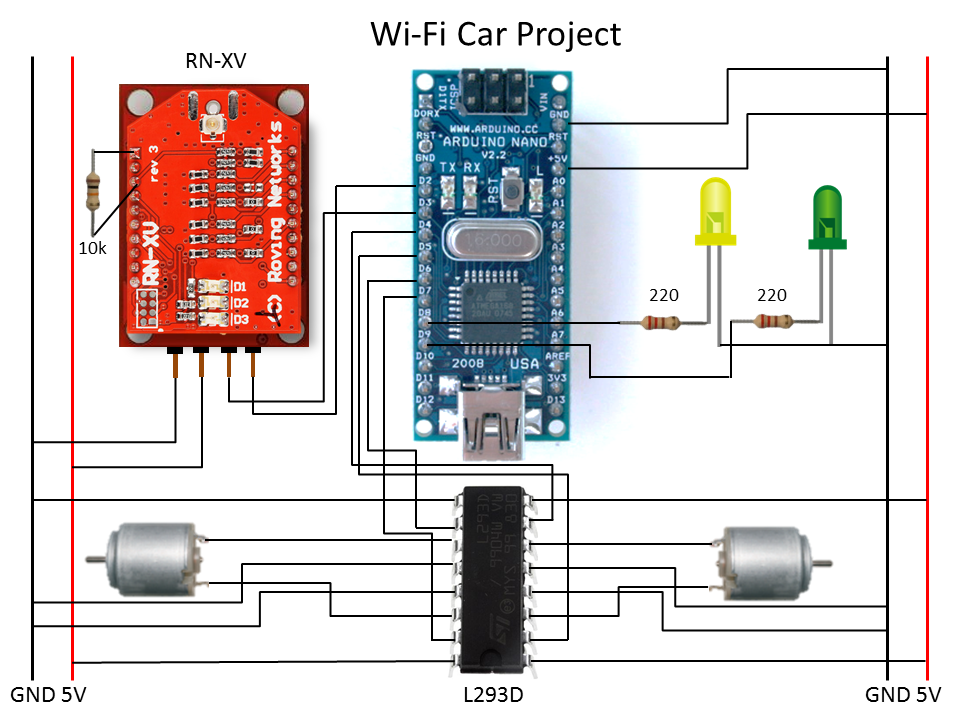 Wi-Fi Car Project
RN-XV
rev 3
Roving Networks
RN-XV
(C)
D1
D2
D3
10k
D1TX
ICSP
1
VIN
D0RX
GND
WWW.ARDUINO.CC
RST
RST
ARDUINO NANO
V2.2
GND
+5V
TX RX
RST
L
D2
A0
D3
A1
D4
A2
D5
A3
16.000
D6
A4
D7
A5
D8
A6
D9
A7
D10
2008
USA
AREF
D11
3V3
D12
D13
220
220
GND 5V
L293D
GND 5V